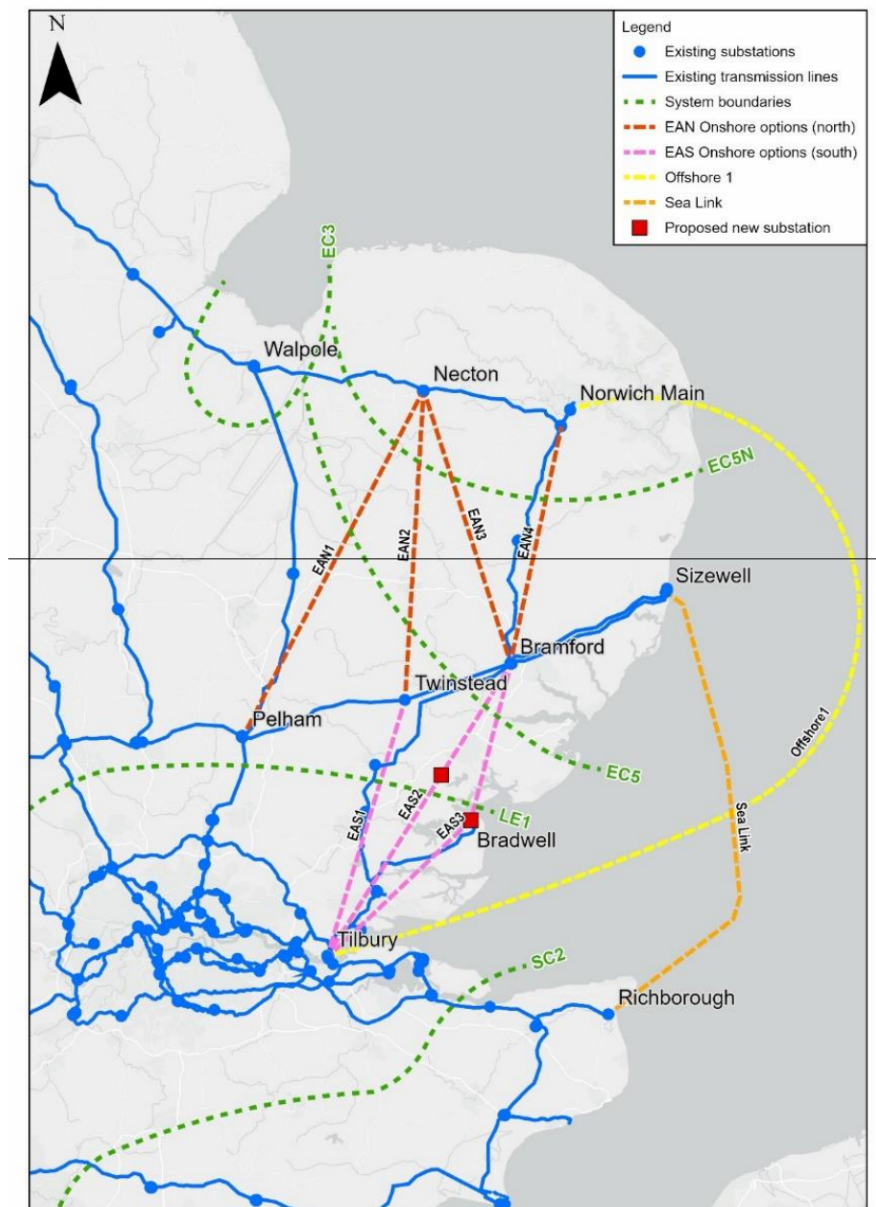 N
Legend
Existing substations
Existing transmission lines
System boundaries
EAN Onshore options (north)
EAS Onshore options (south)
Offshore 1
Sea Link
Proposed new substation
EC3
Walpole
Necton
Norwich Main
EC5N
EAN1
EAN2
EAN3
EAN4
Sizewell
Bramford
Twinstead
Pelham
Offshore1
EC5
EAS1
EAS2
EAS3
LE1
Bradwell
Sea Link
Tilbury
SC2
Richborough